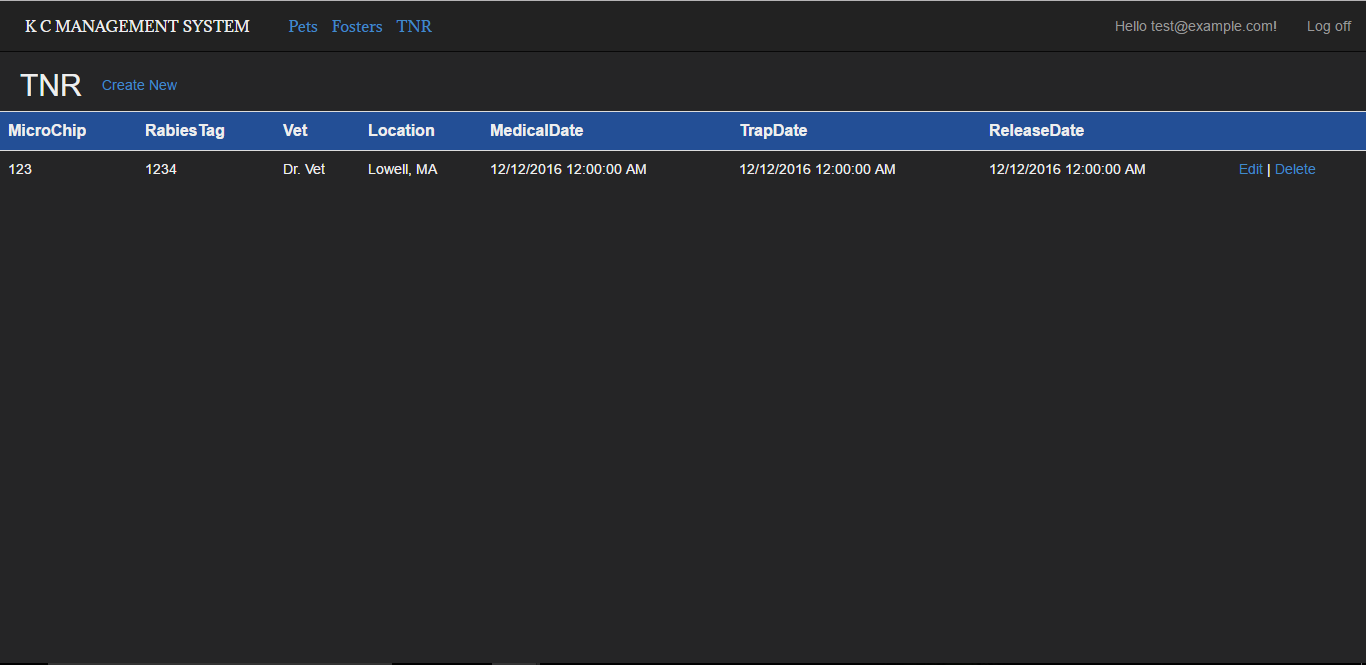 K C MANAGEMENT SYSTEM Pets Fosters TNR Hello test@example.com! Log off
TNR Create New
MicroChip RabiesTag Vet Location MedicalDate TrapDate ReleaseDate
123 1234 Dr. Vet Lowell, MA 12/12/2016 12:00:00 AM 12/12/2016 12:00:00 AM 12/12/2016 12:00:00 AM Edit | Delete